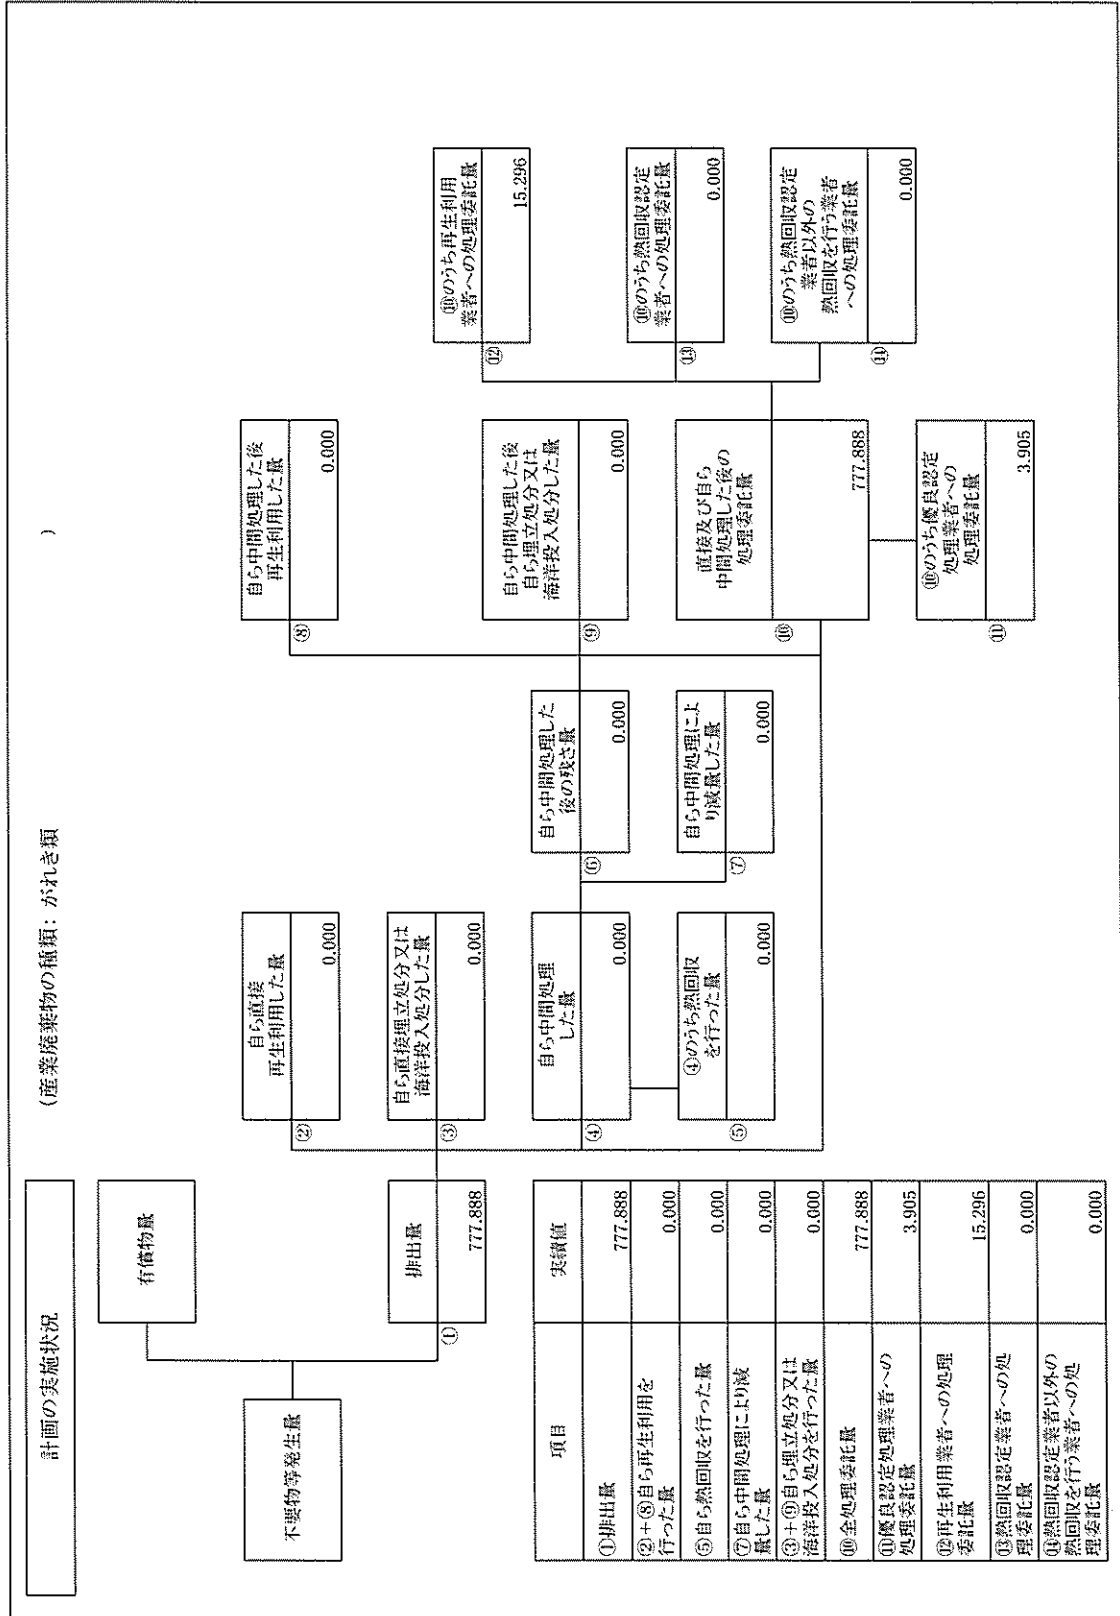 計画の実施状況
(産業廃棄物の種類: がれき類
)
不要物等発生量
有償物量
①
排出量
777.888
②
自ら直接
再生利用した量
0.000
③
自ら直接埋立処分又は
海洋投入処分した量
0.000
④
自ら中間処理
した量
0.000
⑤
④のうち熱回収
を行った量
0.000
⑥
自ら中間処理した
後の残さ量
0.000
⑦
自ら中間処理によ
り減量した量
0.000
⑧
自ら中間処理した後
再生利用した量
0.000
⑨
自ら中間処理した後
自ら埋立処分又は
海洋投入処分した量
0.000
⑩
直接及び自ら
中間処理した後の
処理委託量
777.888
⑪
⑩のうち優良認定
処理業者への
処理委託量
3.905
⑫
⑩のうち再生利用
業者への処理委託量
15.296
⑬
⑩のうち熱回収認定
業者への処理委託量
0.000
⑭
⑩のうち熱回収認定
業者以外の
熱回収を行う業者
への処理委託量
0.000
項目
実績値
①排出量
777.888
②+⑧自ら再生利用を
行った量
0.000
⑤自ら熱回収を行った量
0.000
⑦自ら中間処理により減
量した量
0.000
③+⑨自ら埋立処分又は
海洋投入処分を行った量
0.000
⑩全処理委託量
777.888
⑪優良認定処理業者への
処理委託量
3.905
⑫再生利用業者への処理
委託量
15.296
⑬熱回収認定業者への処
理委託量
0.000
⑭熱回収認定業者以外の
熱回収を行う業者への処
理委託量
0.000